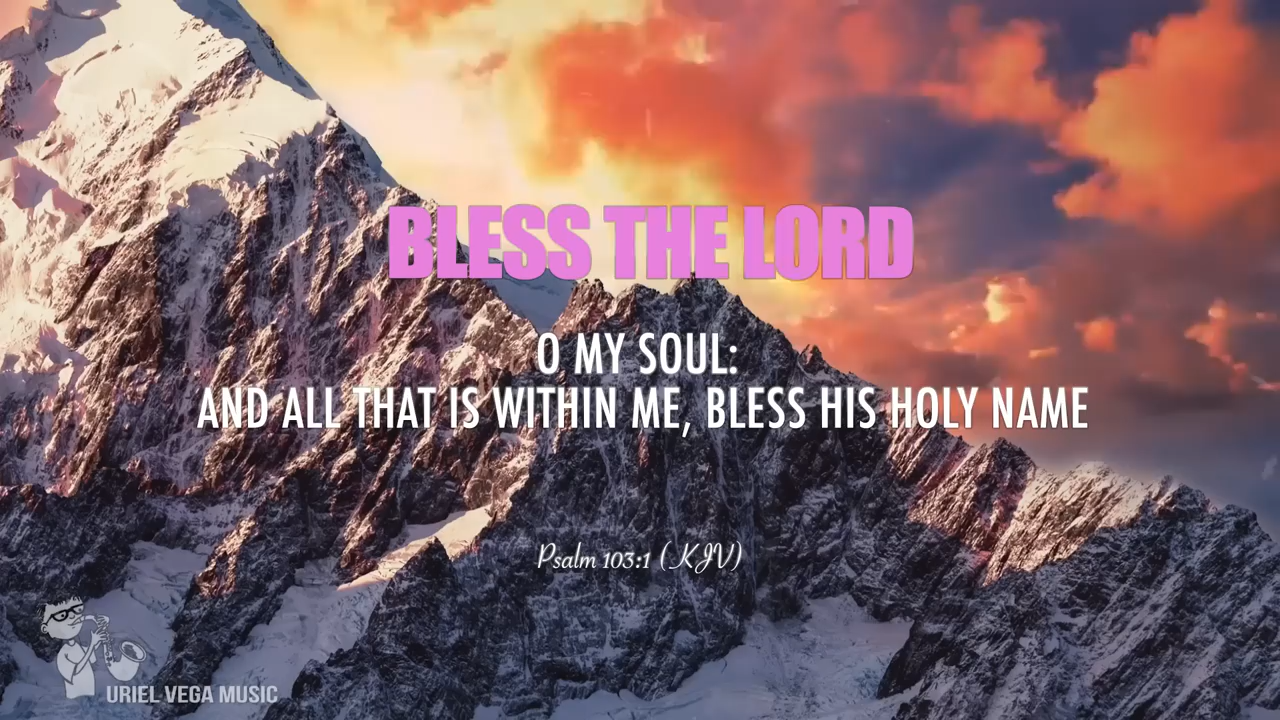 BLESS THE LORD
O MY SOUL:
AND ALL THAT IS WITHIN ME, BLESS HIS HOLY NAME
Psalm 103:1 (KJV)
URIEL VEGA MUSIC